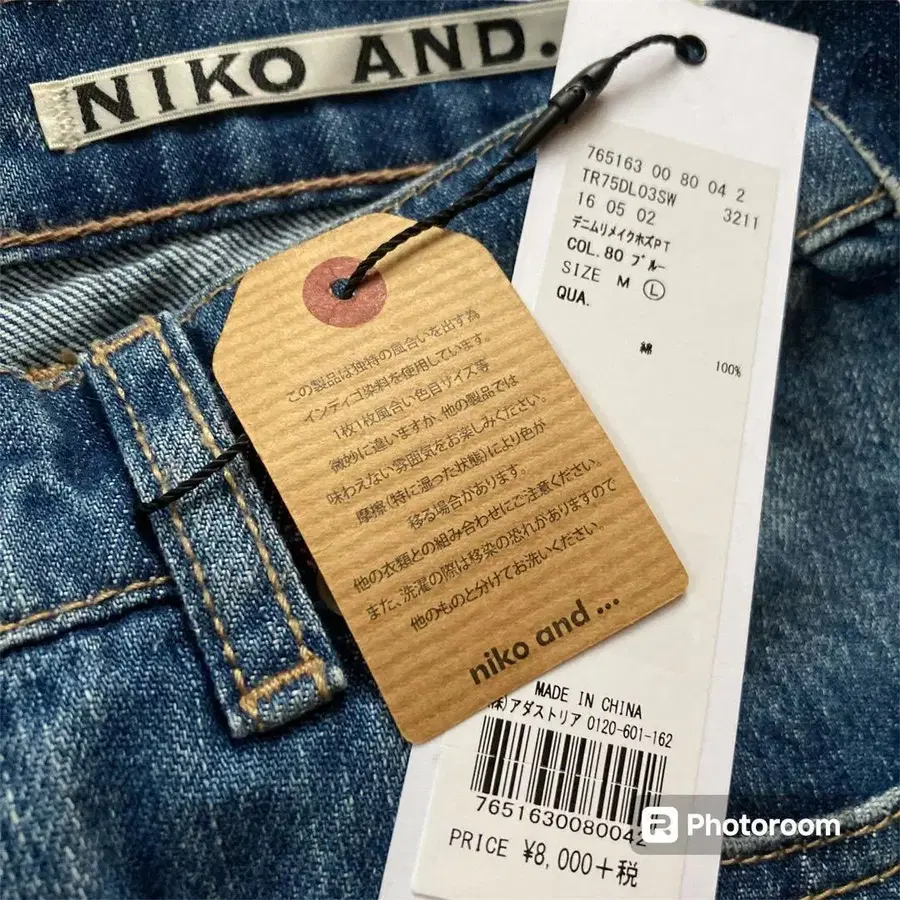 NIKO AND.
765163 00 80 04 2
TR75DL03SW 3211
16 05 02
デニムリメイクホズPT
COL. 80 ブルー
SIZE M Ⓛ
QUA.
綿 100%
この製品は独特の風合いを出す為
インディゴ染料を使用しています。
1枚1枚風合い色目サイズ等
微妙に違いますが、他の製品では
味わえない雰囲気をお楽しみください。
摩擦(特に湿った状態)により色が
移る場合があります。
他の衣類との組み合わせにご注意ください。
また、洗濯の際は移染の恐れがありますので
他のものと分けてお洗いください。
niko and ...
MADE IN CHINA
(株)アダストリア 0120-601-162
7651630080042
PRICE ¥8,000+税
Photoroom